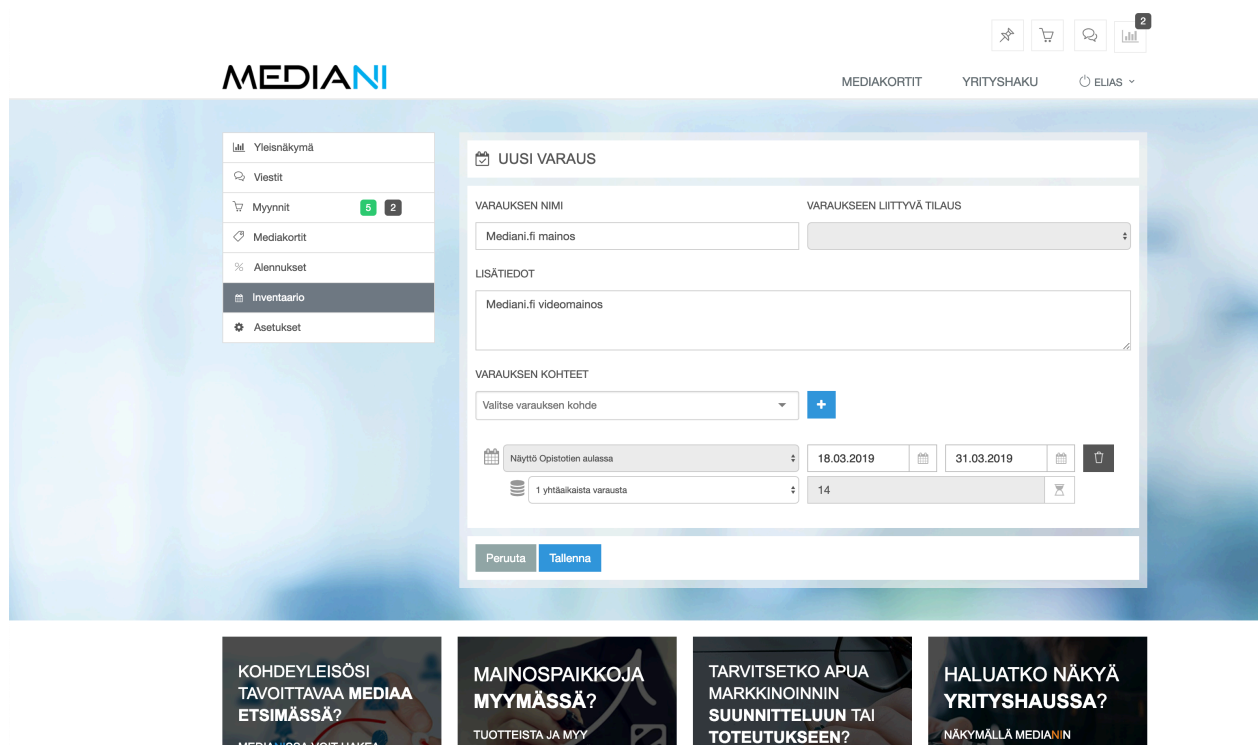 2
MEDIANI
MEDIAKORTIT YRITYSHAKU ELIAS
Yleisnäkymä
Viestit
Myynnit 5 2
Mediakortit
% Alennukset
Inventaario
Asetukset
UUSI VARAUS
VARAUKSEN NIMI VARAUKSEEN LIITTYVÄ TILAUS
Mediani.fi mainos
LISÄTIEDOT
Mediani.fi videomainos
VARAUKSEN KOHTEET
Valitse varauksen kohde +
Näyttö Opistotien aulassa 18.03.2019 31.03.2019
1 yhtäaikaista varausta 14
Peruuta Tallenna
KOHDEYLEISÖSI
TAVOITTAVAA MEDIAA
ETSIMÄSSÄ?
MEDIANISSA VOIT HAKEA
MAINOSPAIKKOJA
MYYMÄSSÄ?
TUOTTEISTA JA MYY
TARVITSETKO APUA
MARKKINOINNIN
SUUNNITTELUUN TAI
TOTEUTUKSEEN?
HALUATKO NÄKYÄ
YRITYSHAUSSA?
NÄKYMÄLLÄ MEDIANIN